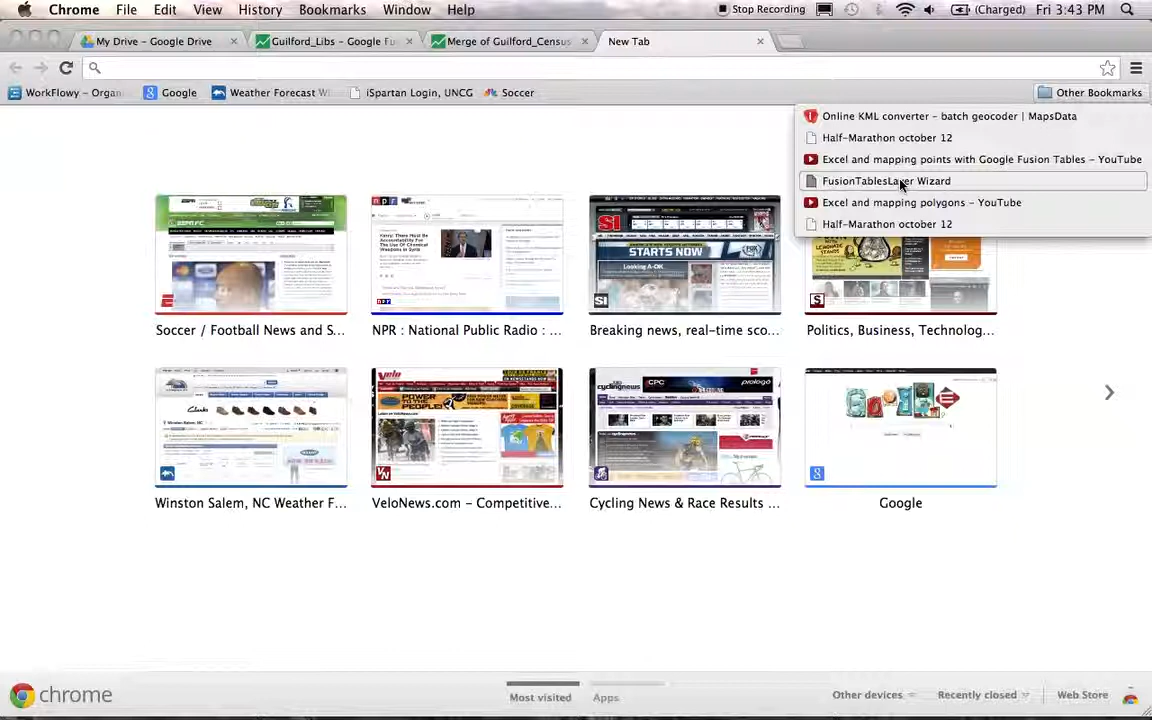 Chrome File Edit View History Bookmarks Window Help Stop Recording (Charged) Fri 3:43 PM
My Drive – Google Drive Guilford_Libs – Google Fu Merge of Guilford_Census New Tab
WorkFlowy – Organ Google Weather Forecast W iSpartan Login, UNCG Soccer Other Bookmarks
Online KML converter – batch geocoder | MapsData
Half-Marathon october 12
Excel and mapping points with Google Fusion Tables – YouTube
FusionTablesLayer Wizard
Excel and mapping polygons – YouTube
Half-Marathon october 12
Soccer / Football News and S... NPR : National Public Radio : ... Breaking news, real-time sco... Politics, Business, Technolog...
Winston Salem, NC Weather F... VeloNews.com – Competitive... Cycling News & Race Results ... Google
chrome Most visited Apps Other devices Recently closed Web Store